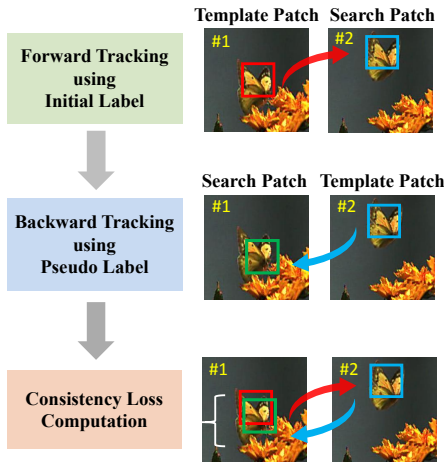 Forward Tracking
using
Initial Label
Template Patch
Search Patch
#1
#2
Backward Tracking
using
Pseudo Label
Search Patch
Template Patch
#1
#2
Consistency Loss
Computation
#1
#2